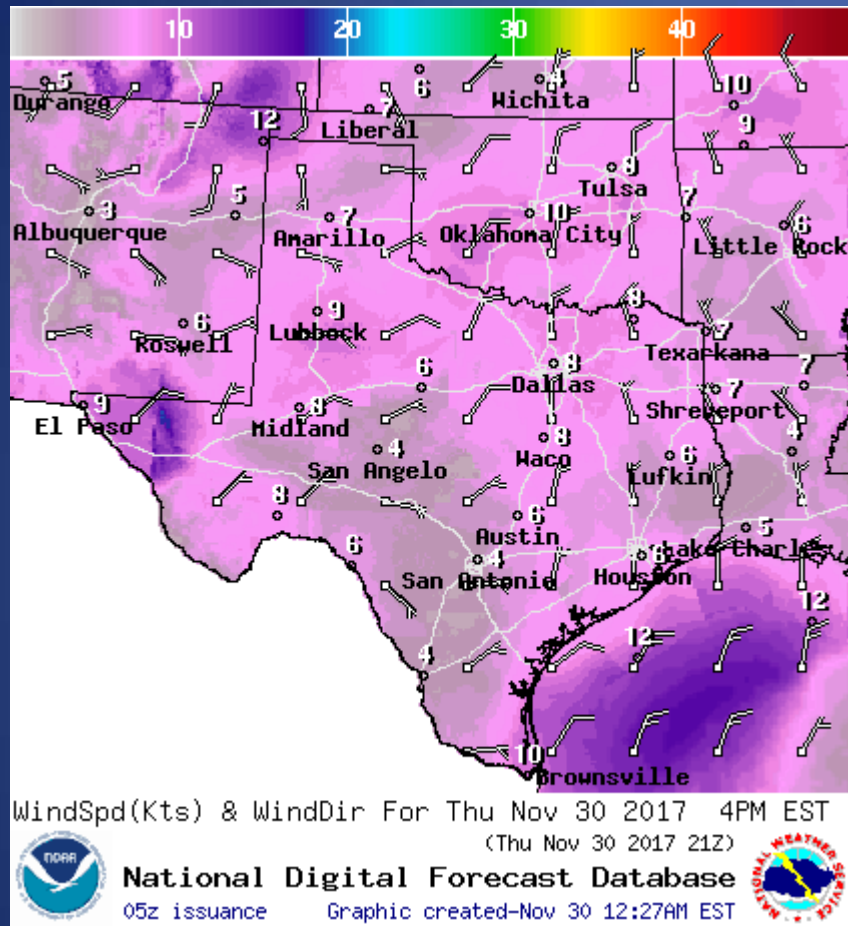 10 20 30 40
5 6 4 10
Durango Wichita
12 7 9
Liberal
9
Tulsa
3 5 7 10 7 6
Albuquerque Amarillo Oklahoma City Little Rock
6 9 8 7
Roswell Lubbock Texarkana
6 8 7 7
Dallas
9 9 8 4
El Paso Midland Shreveport
4 6
San Angelo Waco Lufkin
8 6 5
Austin Lake Charles
6 4 6
San Antonio Houston
12 12
4
10
Brownsville
WindSpd(Kts) & WindDir For Thu Nov 30 2017 4PM EST
(Thu Nov 30 2017 21Z)
NOAA
National Digital Forecast Database
05z issuance Graphic created-Nov 30 12:27AM EST
NATIONAL WEATHER SERVICE